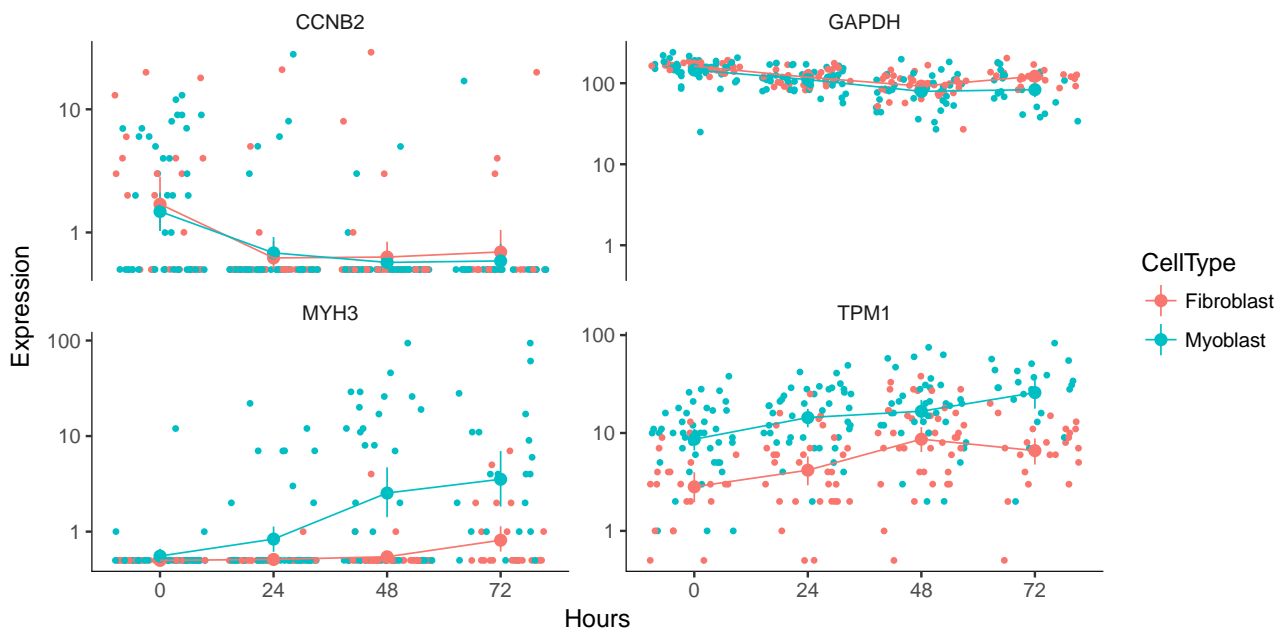 CCNB2
GAPDH
10
1
100
10
1
MYH3
TPM1
100
10
1
100
10
1
0
24
48
72
0
24
48
72
Hours
Expression
CellType
Fibroblast
Myoblast